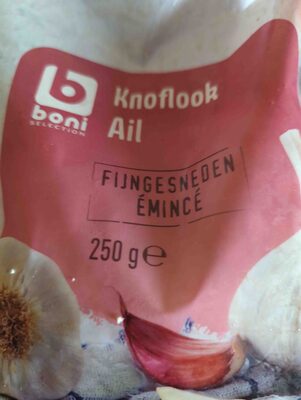 boni
SELECTION
Knoflook
Ail
FIJNGESNEDEN
ÉMINCÉ
250 g e